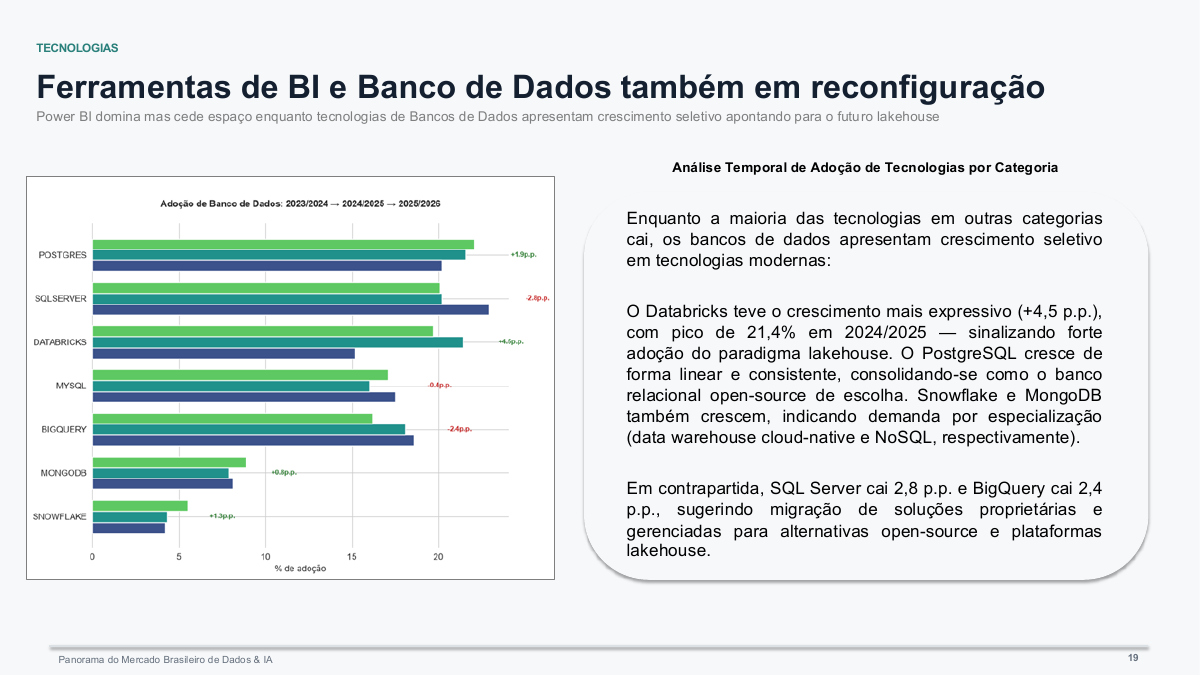 TECNOLOGIAS
Ferramentas de BI e Banco de Dados também em reconfiguração
Power BI domina mas cede espaço enquanto tecnologias de Bancos de Dados apresentam crescimento seletivo apontando para o futuro lakehouse
Adoção de Banco de Dados: 2023/2024 → 2024/2025 → 2025/2026
POSTGRES
+1.9p.p.
SQLSERVER
-2.8p.p.
DATABRICKS
+4.5p.p.
MYSQL
-0.4p.p.
BIGQUERY
-2.4p.p.
MONGODB
+0.8p.p.
SNOWFLAKE
+1.3p.p.
0 5 10 15 20
% de adoção
Análise Temporal de Adoção de Tecnologias por Categoria
Enquanto a maioria das tecnologias em outras categorias
cai, os bancos de dados apresentam crescimento seletivo
em tecnologias modernas:
O Databricks teve o crescimento mais expressivo (+4,5 p.p.),
com pico de 21,4% em 2024/2025 — sinalizando forte
adoção do paradigma lakehouse. O PostgreSQL cresce de
forma linear e consistente, consolidando-se como o banco
relacional open-source de escolha. Snowflake e MongoDB
também crescem, indicando demanda por especialização
(data warehouse cloud-native e NoSQL, respectivamente).
Em contrapartida, SQL Server cai 2,8 p.p. e BigQuery cai 2,4
p.p., sugerindo migração de soluções proprietárias e
gerenciadas para alternativas open-source e plataformas
lakehouse.
Panorama do Mercado Brasileiro de Dados & IA
19